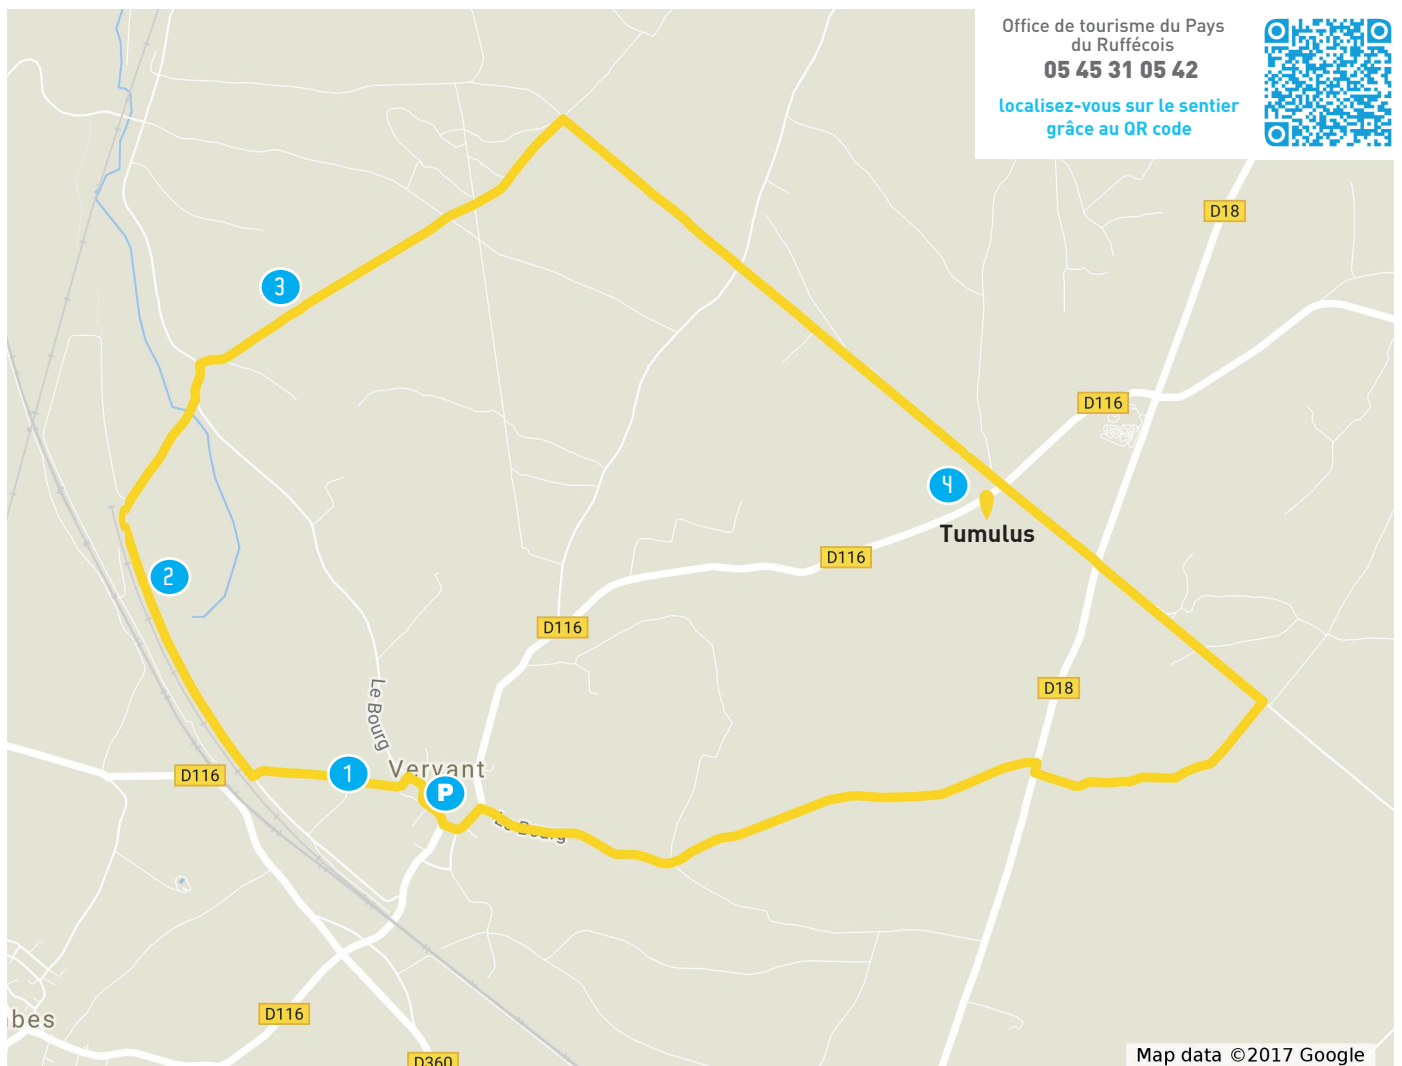 Office de tourisme du Pays
du Ruffécois
05 45 31 05 42
localisez-vous sur le sentier
grâce au QR code
D18
3
D116
4
Tumulus
D116
2
D116
Le Bourg
D18
D116
1
Vervant
P
Le Bourg
D116
bes
D360
Map data ©2017 Google